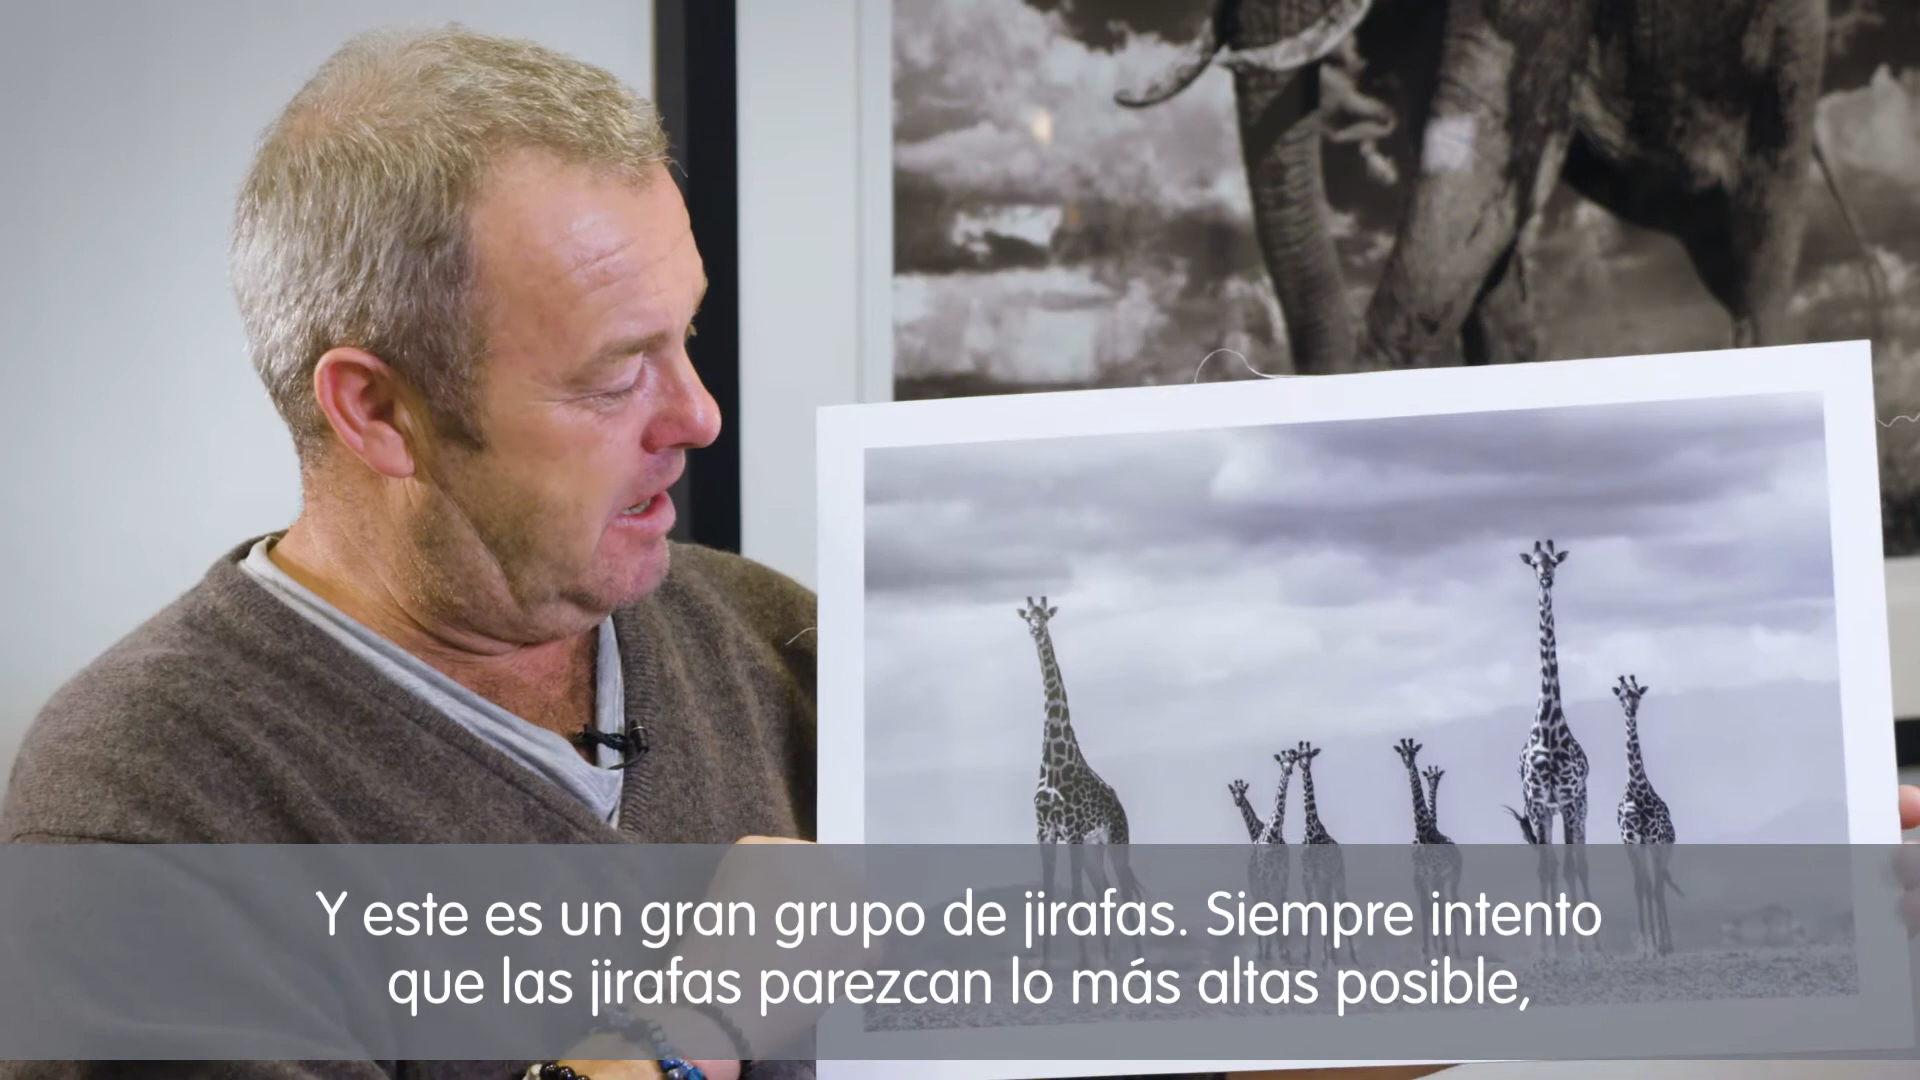 Y este es un gran grupo de jirafas. Siempre intento
que las jirafas parezcan lo más altas posible,